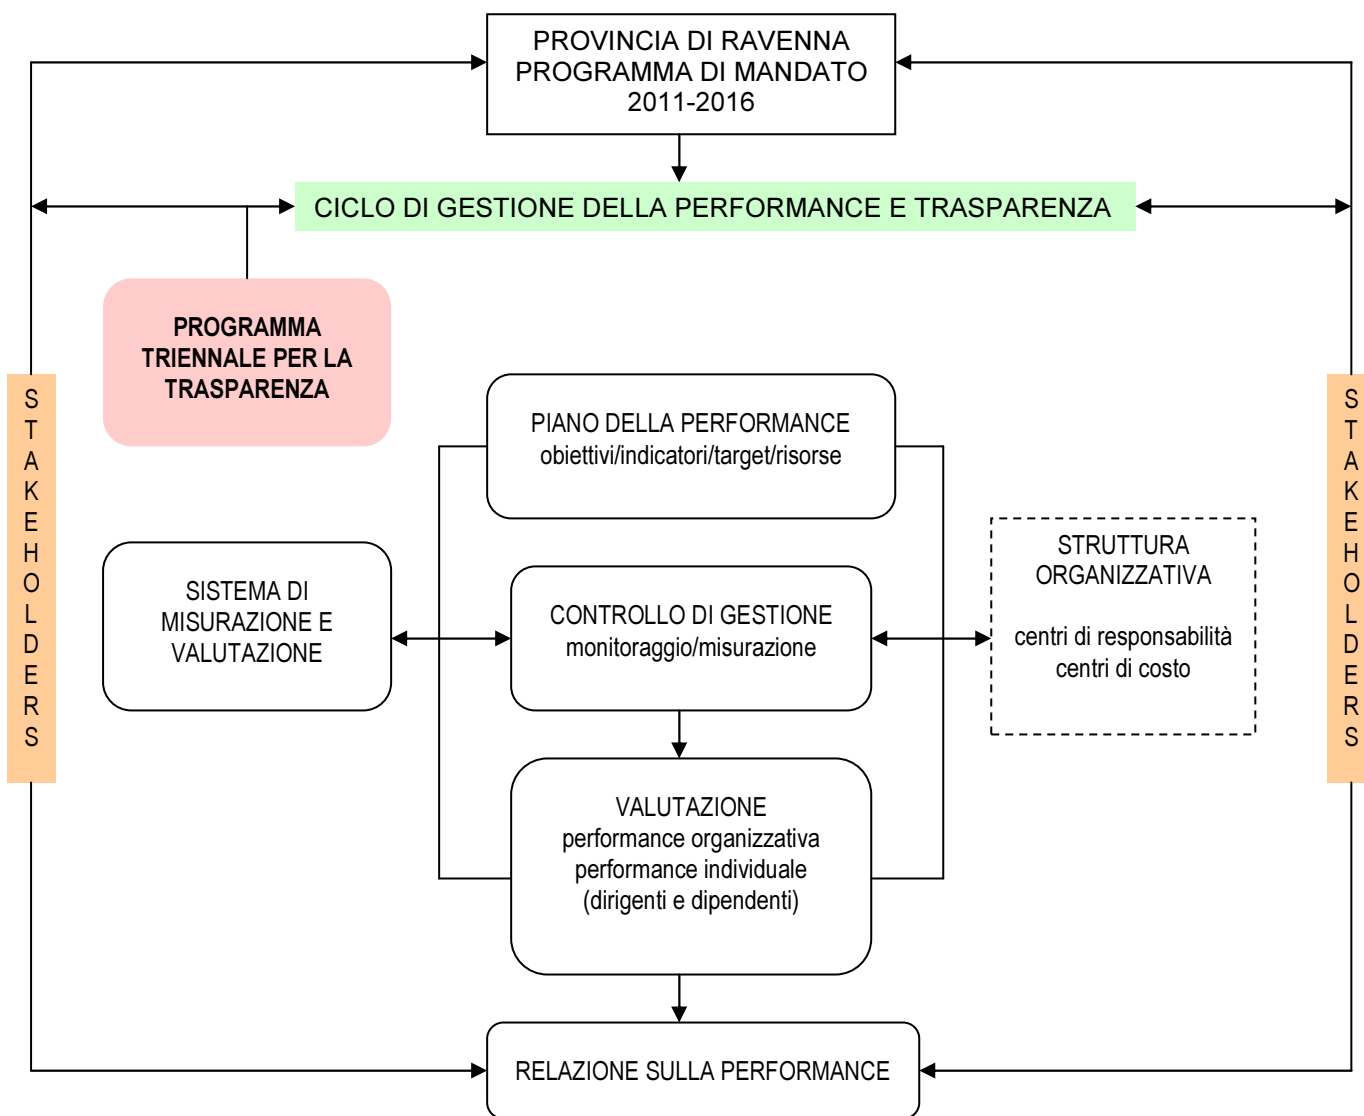 PROVINCIA DI RAVENNA
PROGRAMMA DI MANDATO
2011-2016
CICLO DI GESTIONE DELLA PERFORMANCE E TRASPARENZA
PROGRAMMA
TRIENNALE PER LA
TRASPARENZA
STAKEHOLDERS
PIANO DELLA PERFORMANCE
obiettivi/indicatori/target/risorse
STAKEHOLDERS
SISTEMA DI
MISURAZIONE E
VALUTAZIONE
CONTROLLO DI GESTIONE
monitoraggio/misurazione
STRUTTURA
ORGANIZZATIVA
centri di responsabilità
centri di costo
VALUTAZIONE
performance organizzativa
performance individuale
(dirigenti e dipendenti)
RELAZIONE SULLA PERFORMANCE